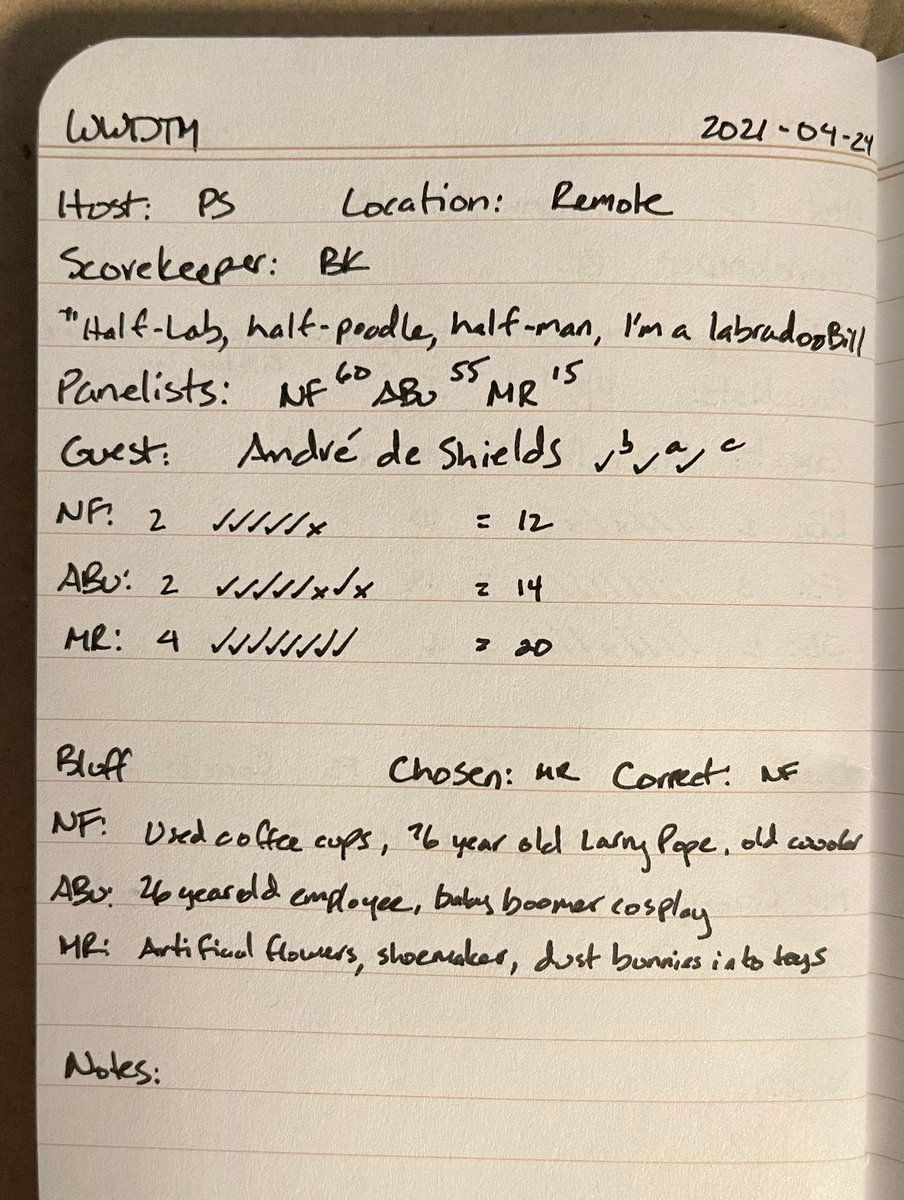 WWDTM 2021-04-24
Host: PS Location: Remote
Scorekeeper: BK
"Half-Lab, half-poodle, half-man, I'm a labradooBill
Panelists: NF 60 ABu 55 MR 15
Guest: André de Shields ✓b ✓a ✓c
NF: 2 ✓✓✓✓✓x = 12
ABu: 2 ✓✓✓✓✓x✓x = 14
MR: 4 ✓✓✓✓✓✓✓✓ = 20
Bluff Chosen: MR Correct: NF
NF: Used coffee cups, 76 year old Larry Pope, old
ABu: 26 year old employee, baby boomer cosplay
MR: Artificial flowers, shoemaker, dust bunnies into toys
Notes: